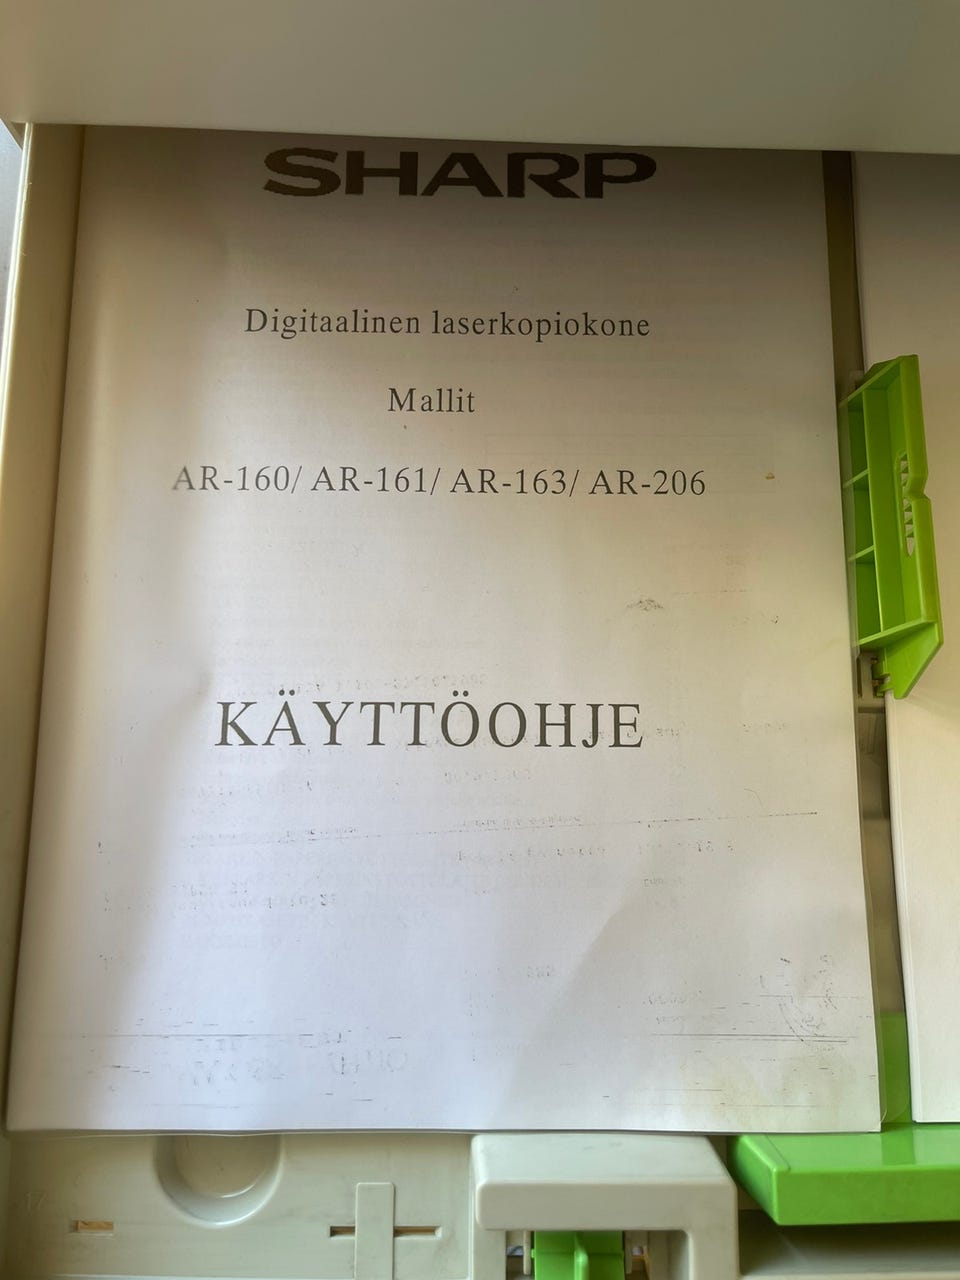 SHARP
Digitaalinen laserkopiokone
Mallit
AR-160/ AR-161/ AR-163/ AR-206
KÄYTTÖOHJE